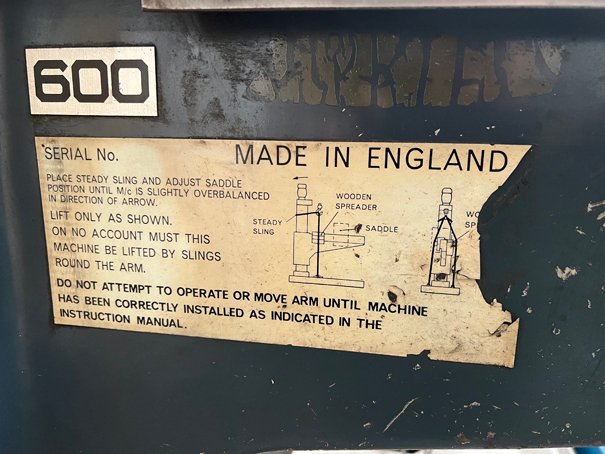 600
SERIAL No.
MADE IN ENGLAND
PLACE STEADY SLING AND ADJUST SADDLE
POSITION UNTIL M/c IS SLIGHTLY OVERBALANCED
IN DIRECTION OF ARROW.
LIFT ONLY AS SHOWN.
ON NO ACCOUNT MUST THIS
MACHINE BE LIFTED BY SLINGS
ROUND THE ARM.
STEADY
SLING
WOODEN
SPREADER
SADDLE
DO NOT ATTEMPT TO OPERATE OR MOVE ARM UNTIL MACHINE
HAS BEEN CORRECTLY INSTALLED AS INDICATED IN THE
INSTRUCTION MANUAL.